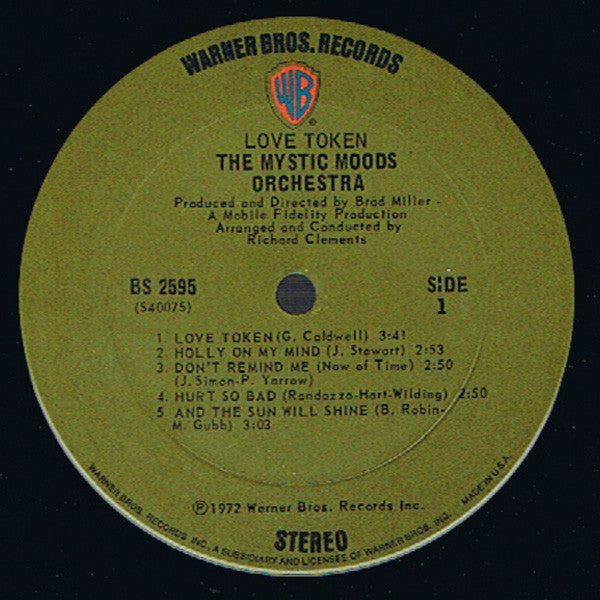 WARNER BROS. RECORDS
WB
®
LOVE TOKEN
THE MYSTIC MOODS
ORCHESTRA
Produced and Directed by Brad Miller -
A Mobile Fidelity Production
Arranged and Conducted by
Richard Clements
BS 2595
(S40075)
SIDE
1
1. LOVE TOKEN (G. Caldwell) 3:41
2. HOLLY ON MY MIND (J. Stewart) 2:53
3. DON'T REMIND ME (Now of Time) 2:50
(J. Simon-P. Yarrow)
4. HURT SO BAD (Randazzo-Hart-Wilding) 2:50
5 AND THE SUN WILL SHINE (B. Robin-
M. Gubb) 3:03
Ⓟ1972 Warner Bros. Records Inc.
STEREO
WARNER BROS. RECORDS INC., A SUBSIDIARY AND LICENSEE OF WARNER BROS. INC. MADE IN U.S.A.